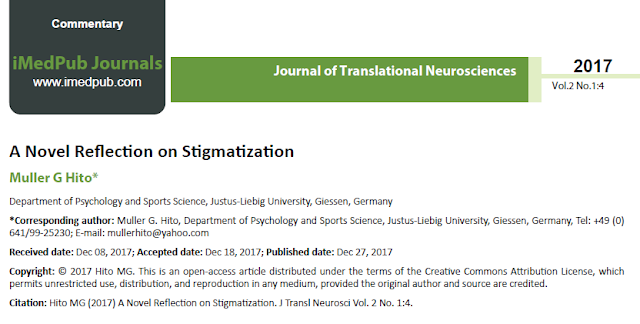 Commentary
iMedPub Journals
www.imedpub.com
Journal of Translational Neurosciences
2017
Vol.2 No.1:4
A Novel Reflection on Stigmatization
Muller G Hito*
Department of Psychology and Sports Science, Justus-Liebig University, Giessen, Germany
*Corresponding author: Muller G. Hito, Department of Psychology and Sports Science, Justus-Liebig University, Giessen, Germany, Tel: +49 (0)
641/99-25230; E-mail: mullerhito@yahoo.com
Received date: Dec 08, 2017; Accepted date: Dec 18, 2017; Published date: Dec 27, 2017
Copyright: © 2017 Hito MG. This is an open-access article distributed under the terms of the Creative Commons Attribution License, which
permits unrestricted use, distribution, and reproduction in any medium, provided the original author and source are credited.
Citation: Hito MG (2017) A Novel Reflection on Stigmatization. J Transl Neurosci Vol. 2 No. 1:4.